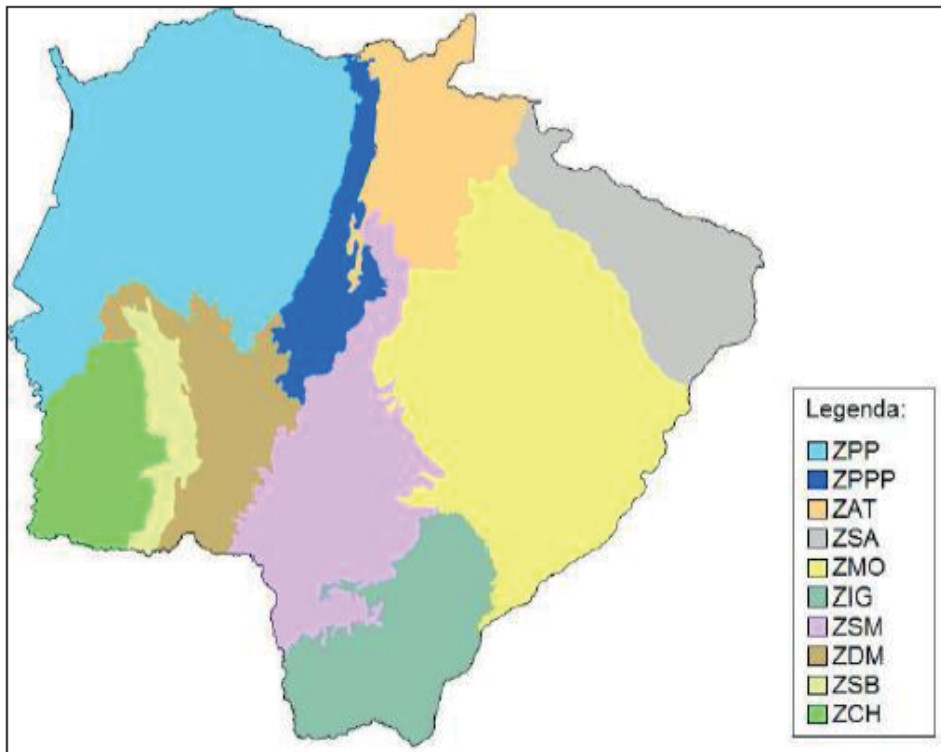 Legenda:
ZPP
ZPPP
ZAT
ZSA
ZMO
ZIG
ZSM
ZDM
ZSB
ZCH